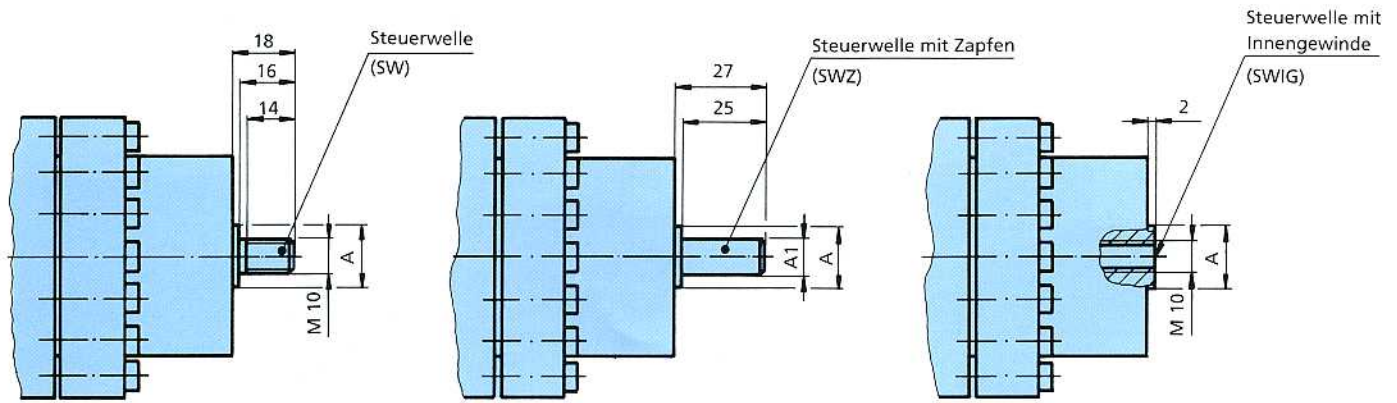 18
16
14
Steuerwelle
(SW)
A
M 10
27
25
Steuerwelle mit Zapfen
(SWZ)
A1
A
2
Steuerwelle mit
Innengewinde
(SWIG)
M 10
A